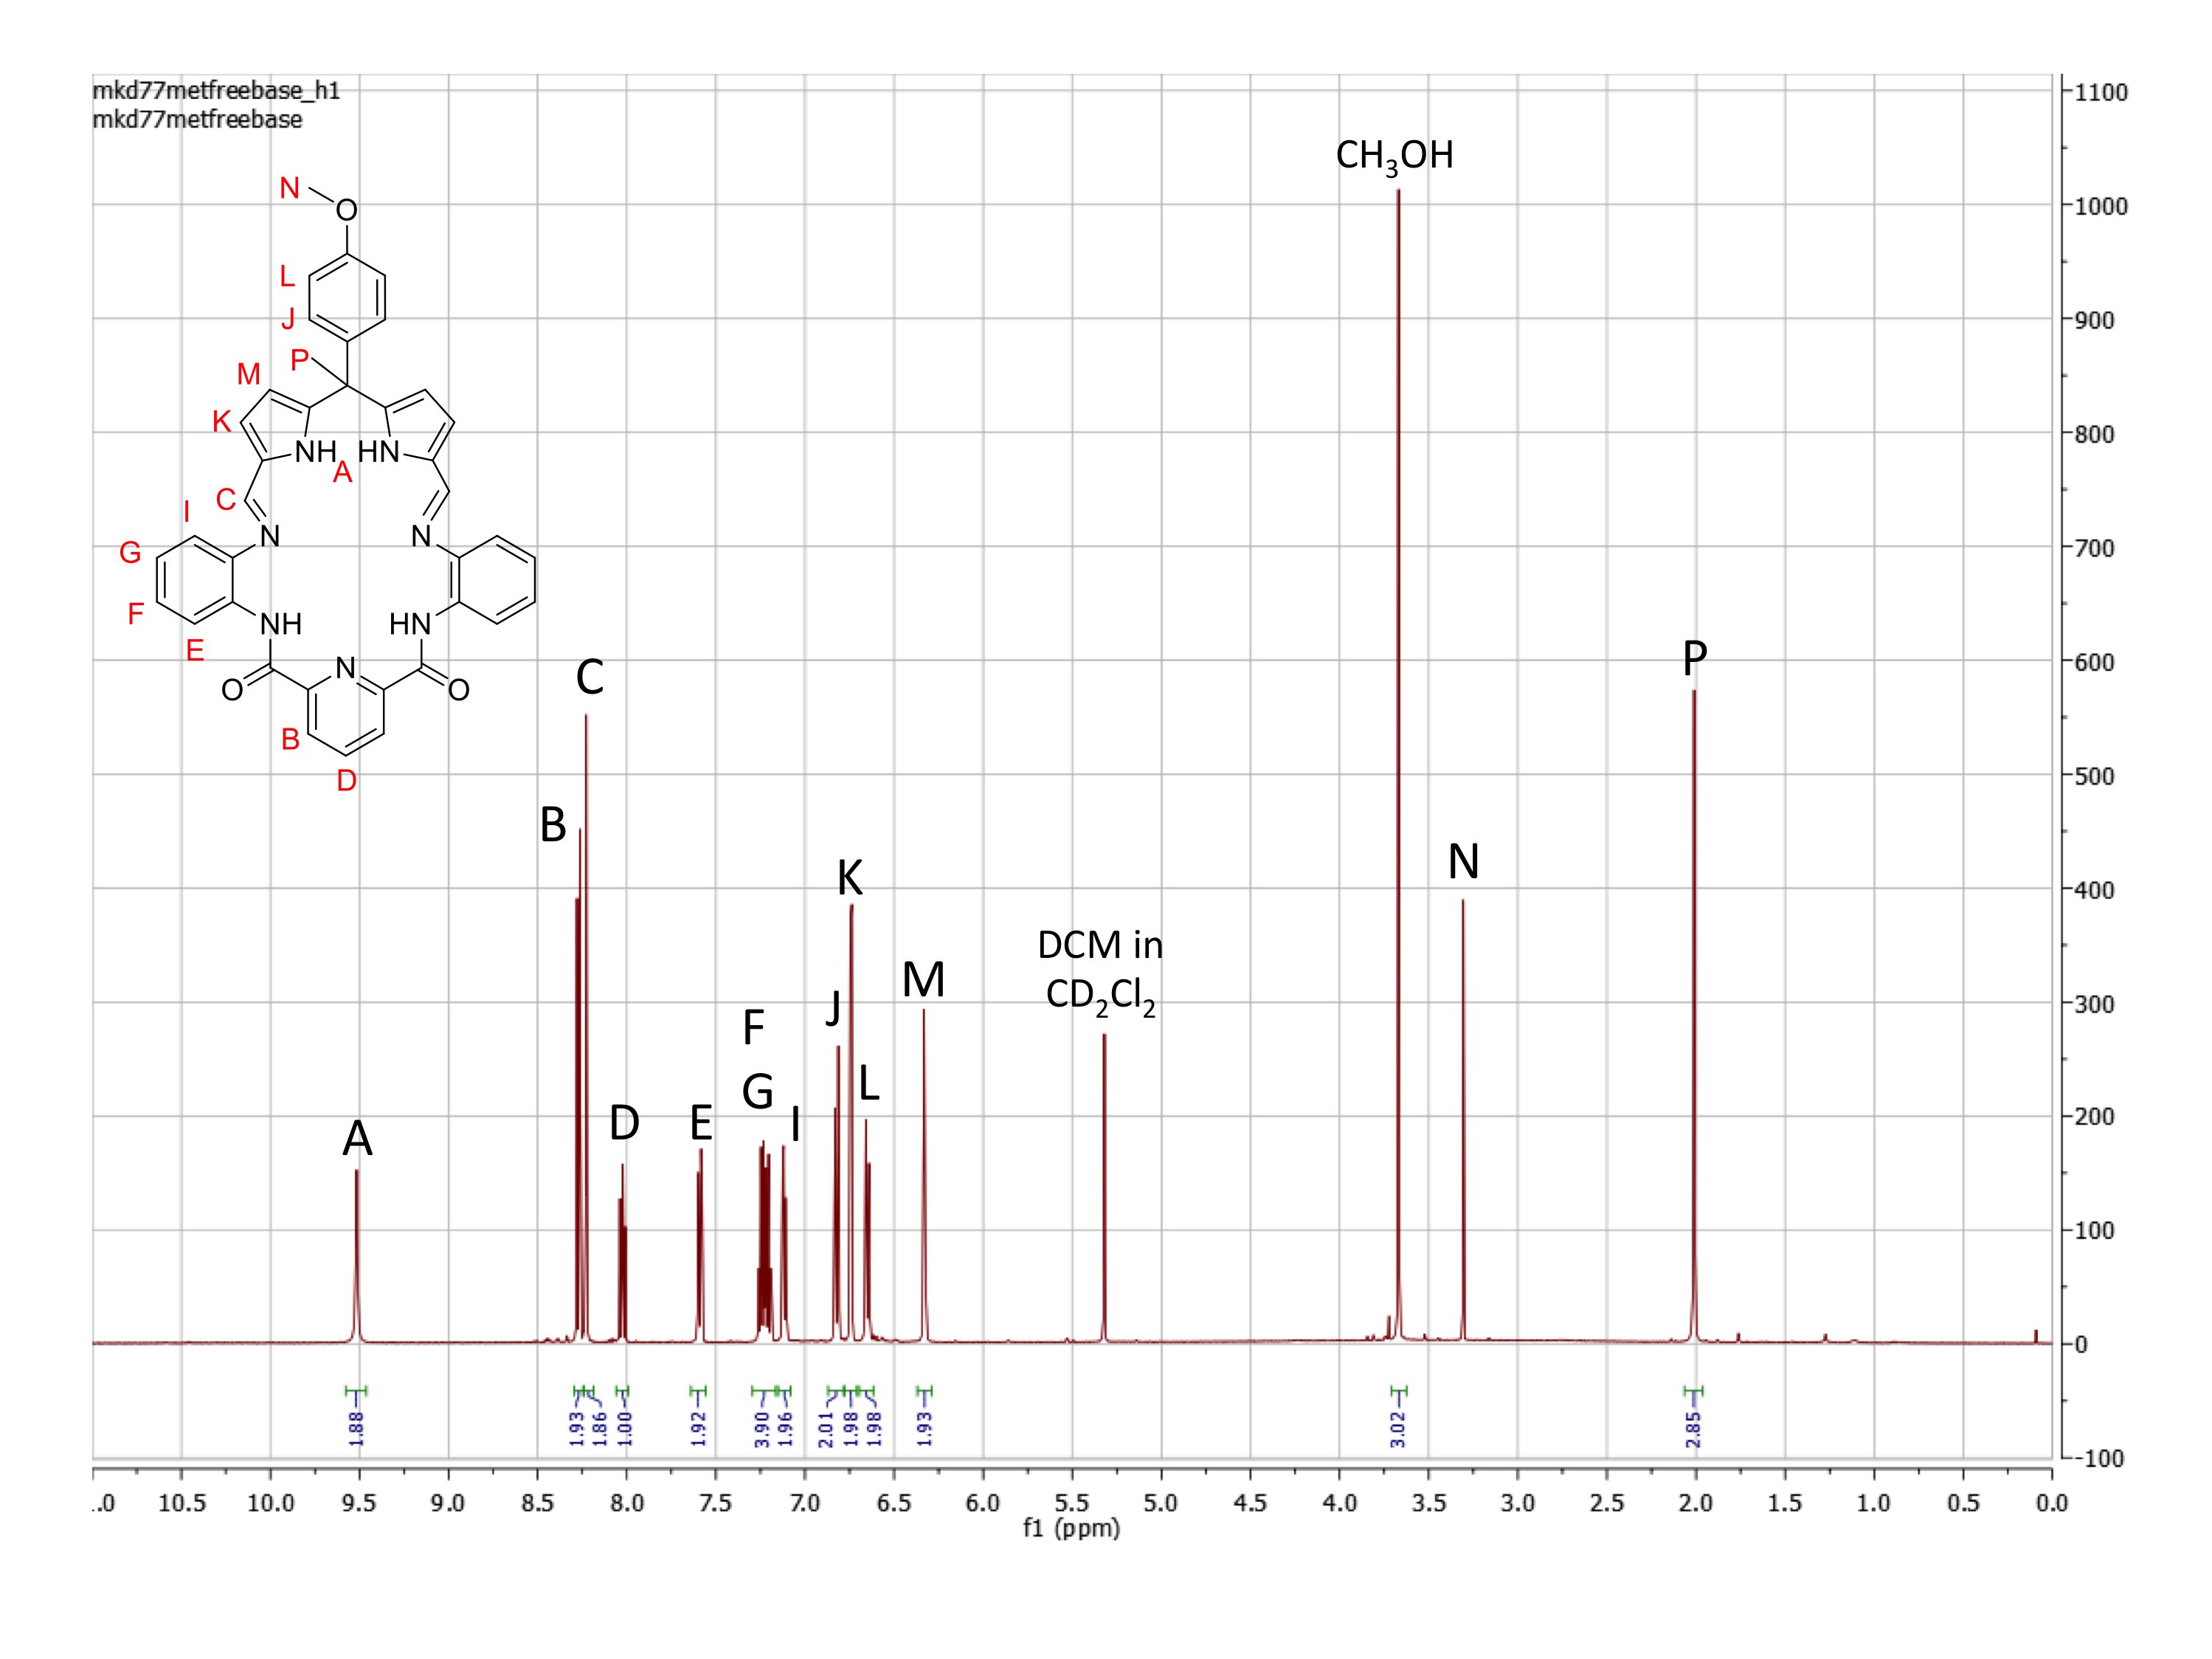 mkd77metfreebase_h1
mkd77metfreebase
N
O
L
J
P
M
K
NH HN
A
C
I
N N
G
F
NH HN
E
O N O
B
D
A
B
C
D
E
F
G
I
J
K
L
M
DCM in
CD2Cl2
CH3OH
N
P
1100
1000
900
800
700
600
500
400
300
200
100
0
-100
1.88
1.93
1.86
1.00
1.92
3.90
1.96
2.01
1.98
1.98
1.93
3.02
2.85
.0 10.5 10.0 9.5 9.0 8.5 8.0 7.5 7.0 6.5 6.0 5.5 5.0 4.5 4.0 3.5 3.0 2.5 2.0 1.5 1.0 0.5 0.0
f1 (ppm)